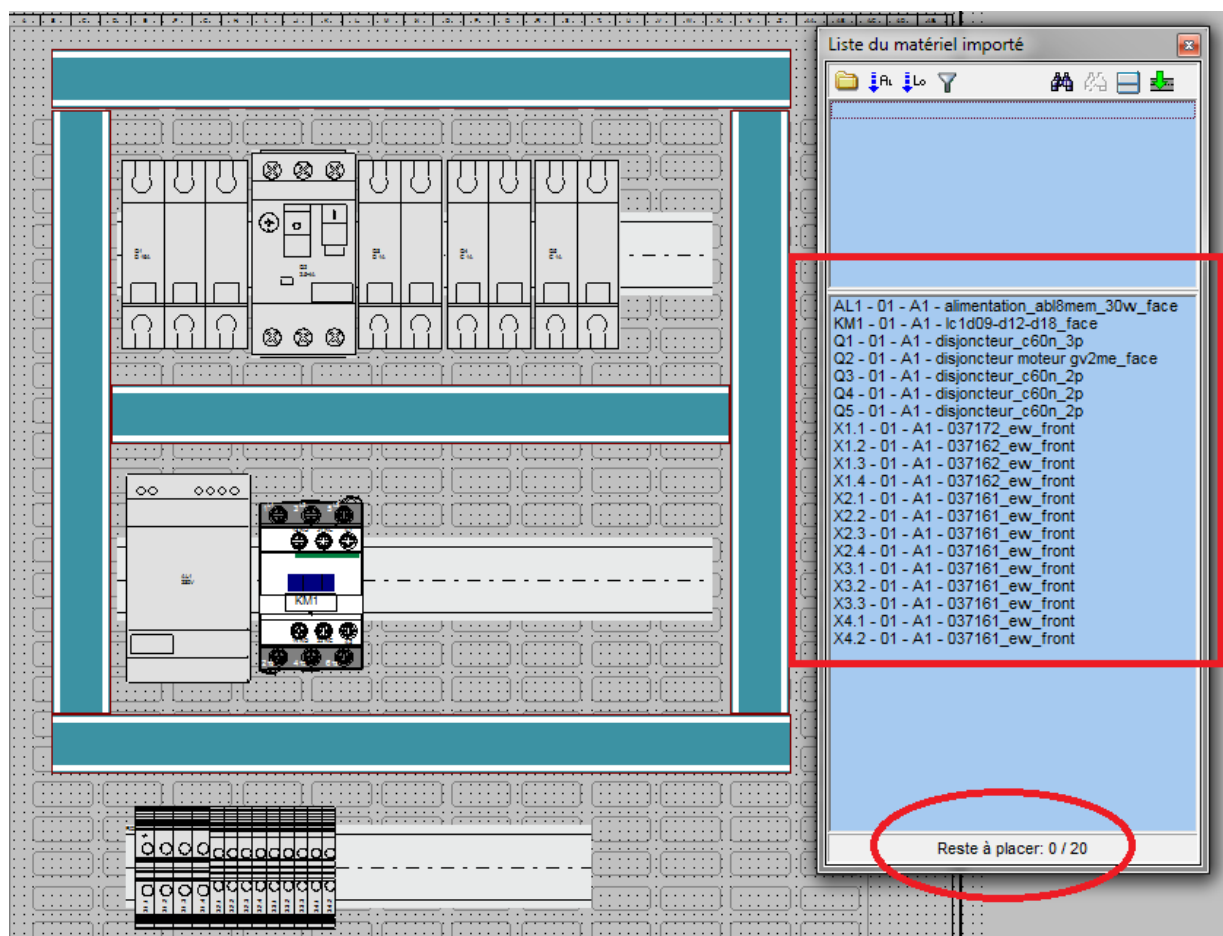 Liste du matériel importé
AL
Lo
AL1 - 01 - A1 - alimentation_abl8mem_30w_face
KM1 - 01 - A1 - lc1d09-d12-d18_face
Q1 - 01 - A1 - disjoncteur_c60n_3p
Q2 - 01 - A1 - disjoncteur moteur gv2me_face
Q3 - 01 - A1 - disjoncteur_c60n_2p
Q4 - 01 - A1 - disjoncteur_c60n_2p
Q5 - 01 - A1 - disjoncteur_c60n_2p
X1.1 - 01 - A1 - 037172_ew_front
X1.2 - 01 - A1 - 037162_ew_front
X1.3 - 01 - A1 - 037162_ew_front
X1.4 - 01 - A1 - 037162_ew_front
X2.1 - 01 - A1 - 037161_ew_front
X2.2 - 01 - A1 - 037161_ew_front
X2.3 - 01 - A1 - 037161_ew_front
X2.4 - 01 - A1 - 037161_ew_front
X3.1 - 01 - A1 - 037161_ew_front
X3.2 - 01 - A1 - 037161_ew_front
X3.3 - 01 - A1 - 037161_ew_front
X4.1 - 01 - A1 - 037161_ew_front
X4.2 - 01 - A1 - 037161_ew_front
KM1
Reste à placer: 0 / 20